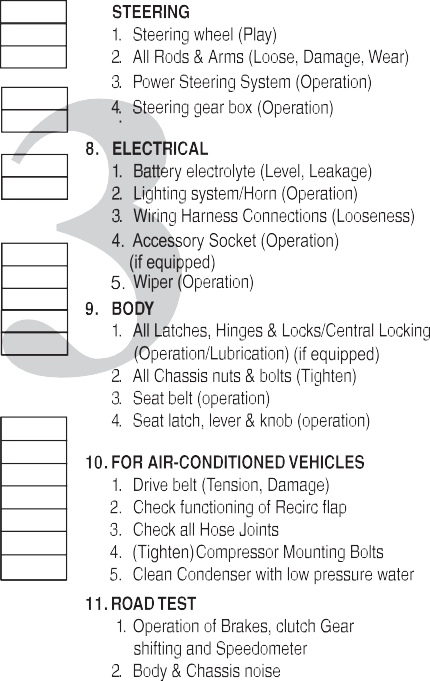 STEERING
1. Steering wheel (Play)
2. All Rods & Arms (Loose, Damage, Wear)
3. Power Steering System (Operation)
4. Steering gear box (Operation)
8. ELECTRICAL
1. Battery electrolyte (Level, Leakage)
2. Lighting system/Horn (Operation)
3. Wiring Harness Connections (Looseness)
4. Accessory Socket (Operation)
(if equipped)
5. Wiper (Operation)
9. BODY
1. All Latches, Hinges & Locks/Central Locking
(Operation/Lubrication) (if equipped)
2. All Chassis nuts & bolts (Tighten)
3. Seat belt (operation)
4. Seat latch, lever & knob (operation)
10. FOR AIR-CONDITIONED VEHICLES
1. Drive belt (Tension, Damage)
2. Check functioning of Recirc flap
3. Check all Hose Joints
4. (Tighten) Compressor Mounting Bolts
5. Clean Condenser with low pressure water
11. ROAD TEST
1. Operation of Brakes, clutch Gear
shifting and Speedometer
2. Body & Chassis noise
3